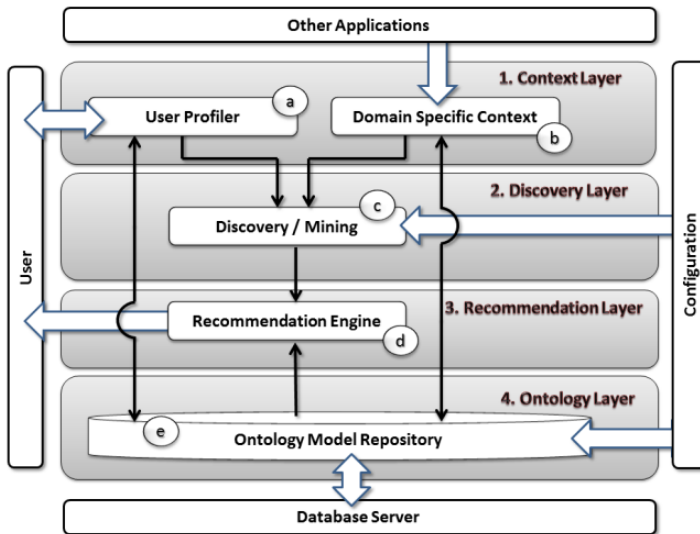 Other Applications
1. Context Layer
a
User Profiler
Domain Specific Context
b
2. Discovery Layer
c
Discovery / Mining
User
Configuration
3. Recommendation Layer
Recommendation Engine
d
4. Ontology Layer
e
Ontology Model Repository
Database Server